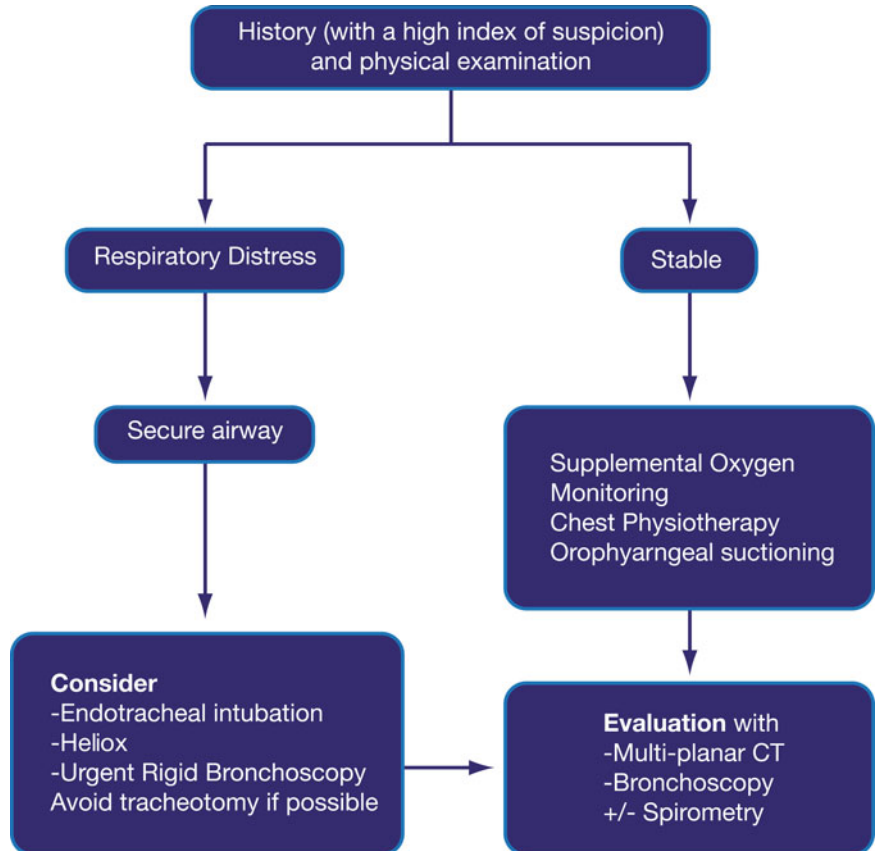 History (with a high index of suspicion)
and physical examination
Respiratory Distress
Stable
Secure airway
Supplemental Oxygen
Monitoring
Chest Physiotherapy
Orophyarngeal suctioning
Consider
-Endotracheal intubation
-Heliox
-Urgent Rigid Bronchoscopy
Avoid tracheotomy if possible
Evaluation with
-Multi-planar CT
-Bronchoscopy
+/- Spirometry